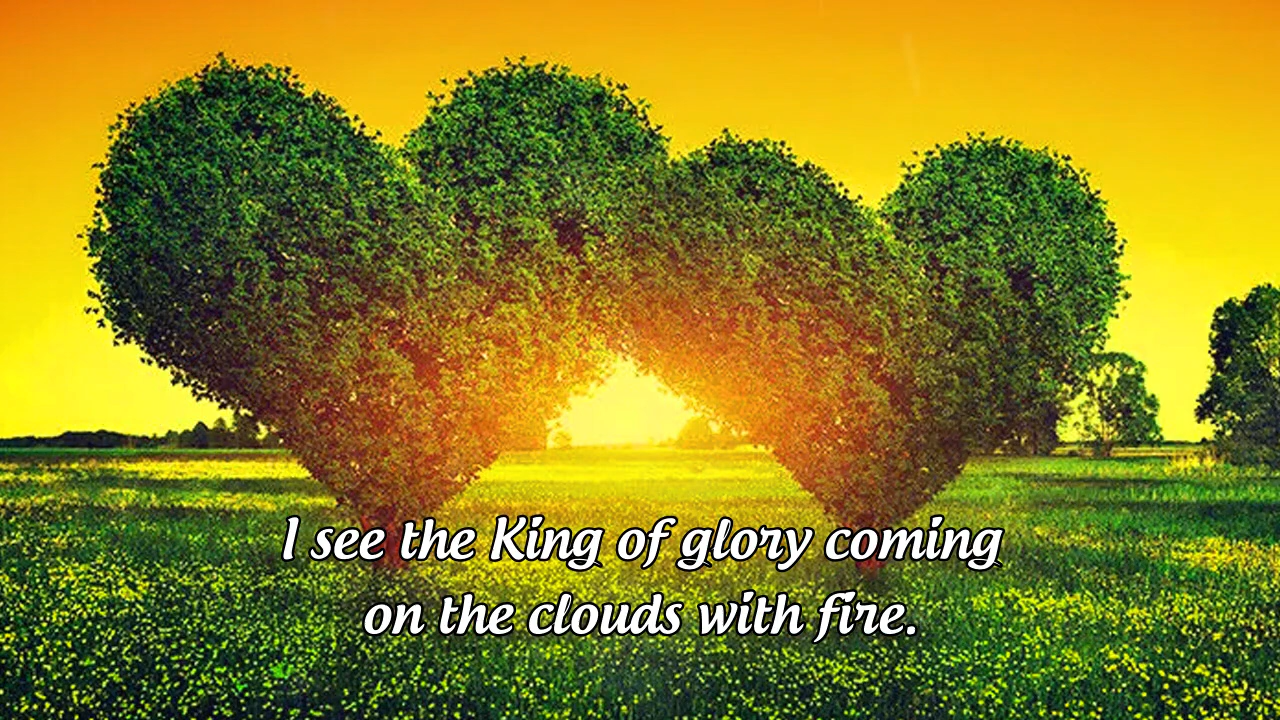 I see the King of glory coming
on the clouds with fire.